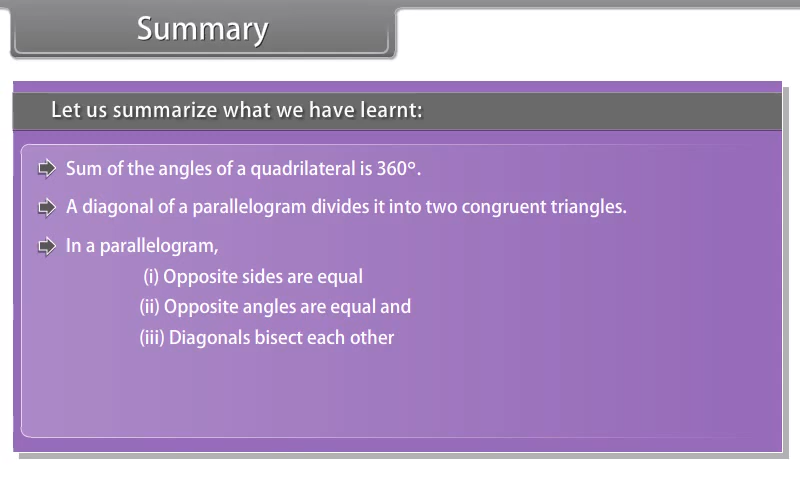 Summary
Let us summarize what we have learnt:
Sum of the angles of a quadrilateral is 360°.
A diagonal of a parallelogram divides it into two congruent triangles.
In a parallelogram,
(i) Opposite sides are equal
(ii) Opposite angles are equal and
(iii) Diagonals bisect each other